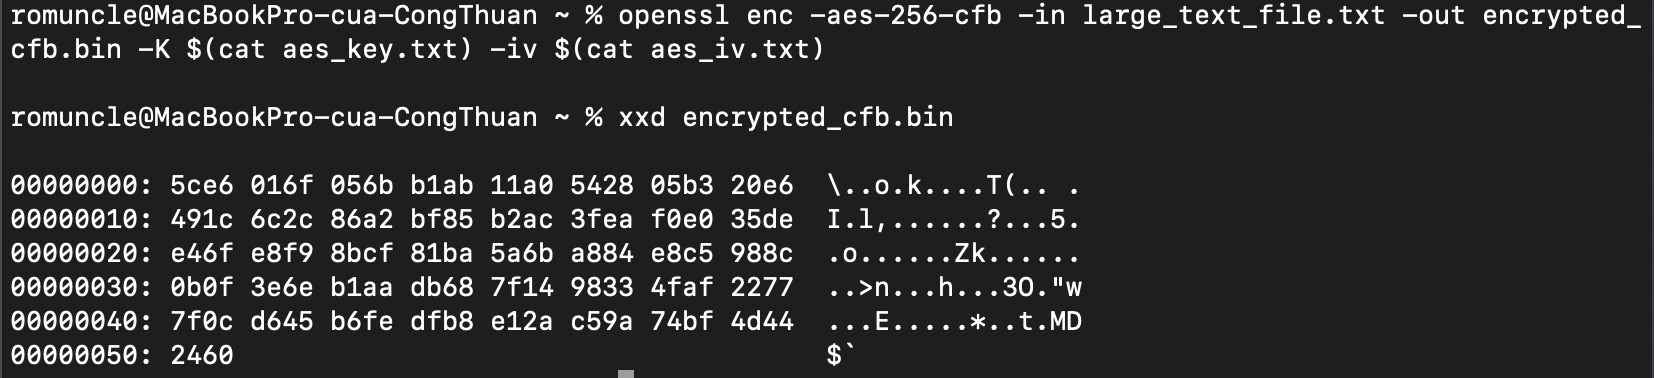 romuncle@MacBookPro-cua-CongThuan ~ % openssl enc -aes-256-cfb -in large_text_file.txt -out encrypted_
cfb.bin -K $(cat aes_key.txt) -iv $(cat aes_iv.txt)
romuncle@MacBookPro-cua-CongThuan ~ % xxd encrypted_cfb.bin
00000000: 5ce6 016f 056b b1ab 11a0 5428 05b3 20e6  \..o.k....T(.. .
00000010: 491c 6c2c 86a2 bf85 b2ac 3fea f0e0 35de  I.l,......?...5.
00000020: e46f e8f9 8bcf 81ba 5a6b a884 e8c5 988c  .o......Zk......
00000030: 0b0f 3e6e b1aa db68 7f14 9833 4faf 2277  ..>n...h...3O."w
00000040: 7f0c d645 b6fe dfb8 e12a c59a 74bf 4d44  ...E.....*..t.MD
00000050: 2460                                     $`